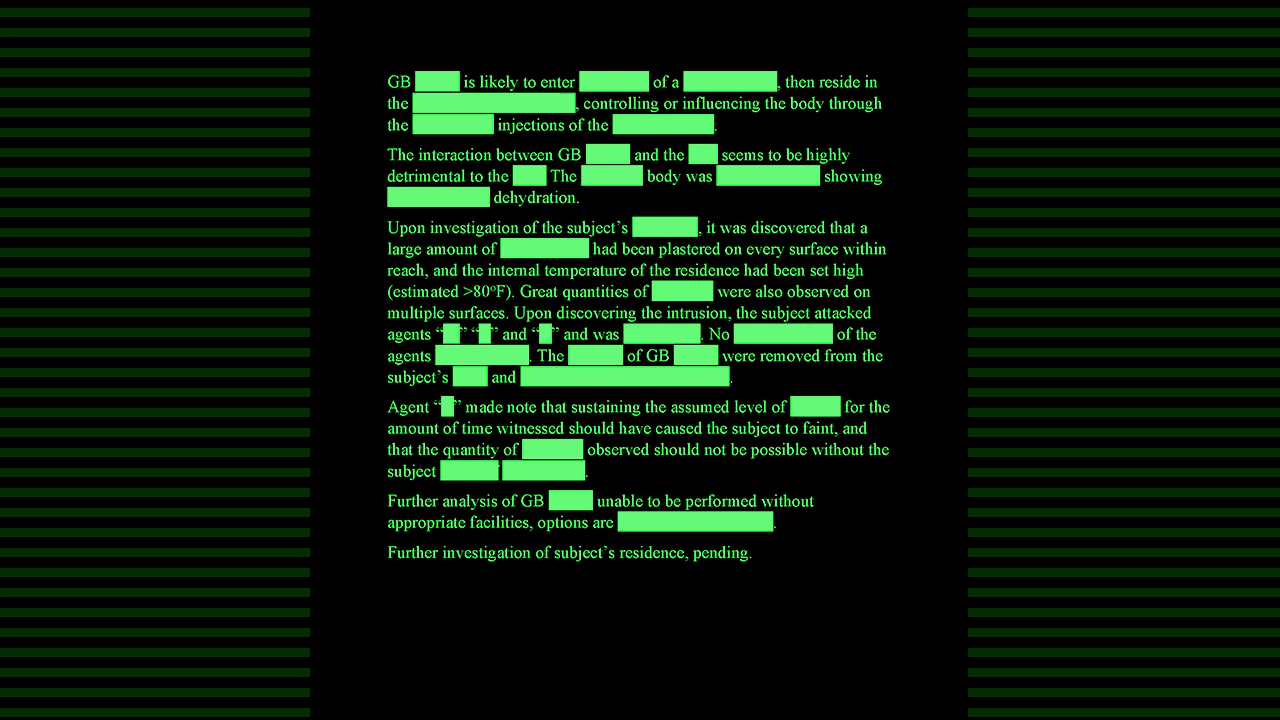 GB is likely to enter of a , then reside in
the , controlling or influencing the body through
the injections of the .
The interaction between GB and the seems to be highly
detrimental to the The body was showing
dehydration.
Upon investigation of the subject’s , it was discovered that a
large amount of had been plastered on every surface within
reach, and the internal temperature of the residence had been set high
(estimated >80°F). Great quantities of were also observed on
multiple surfaces. Upon discovering the intrusion, the subject attacked
agents “ ” “ ” and “ ” and was . No of the
agents . The of GB were removed from the
subject’s and .
Agent “ ” made note that sustaining the assumed level of for the
amount of time witnessed should have caused the subject to faint, and
that the quantity of observed should not be possible without the
subject .
Further analysis of GB unable to be performed without
appropriate facilities, options are .
Further investigation of subject’s residence, pending.